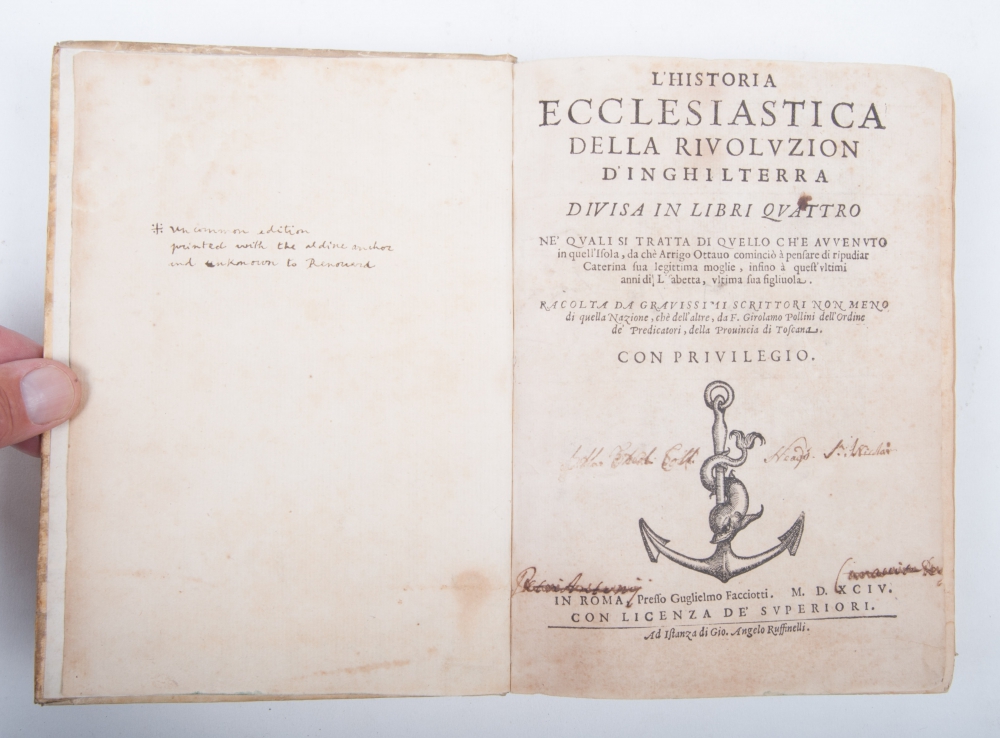 * uncommon edition
printed with the aldine anchor
and unknown to Renouard
L'HISTORIA
ECCLESIASTICA
DELLA RIVOLVZION
D'INGHILTERRA
DIVISA IN LIBRI QVATTRO
NE' QVALI SI TRATTA DI QVELLO CH'È AVVENVTO
in quell'Isola, da chè Arrigo Ottauo cominciò à pensare di ripudiar
Caterina sua legittima moglie, infino à quest'vltimi
anni di L'sabetta, vltima sua figliuola.
RACOLTA DA GRAVISSIMI SCRITTORI NON MENO
di quella Nazione, chè dell'altre, da F. Girolamo Pollini dell'Ordine
de' Predicatori, della Prouincia di Toscana.
CON PRIVILEGIO.
IN ROMA, Presso Guglielmo Facciotti. M. D. XCIV.
CON LICENZA DE' SVPERIORI.
Ad Istanza di Gio. Angelo Ruffinelli.